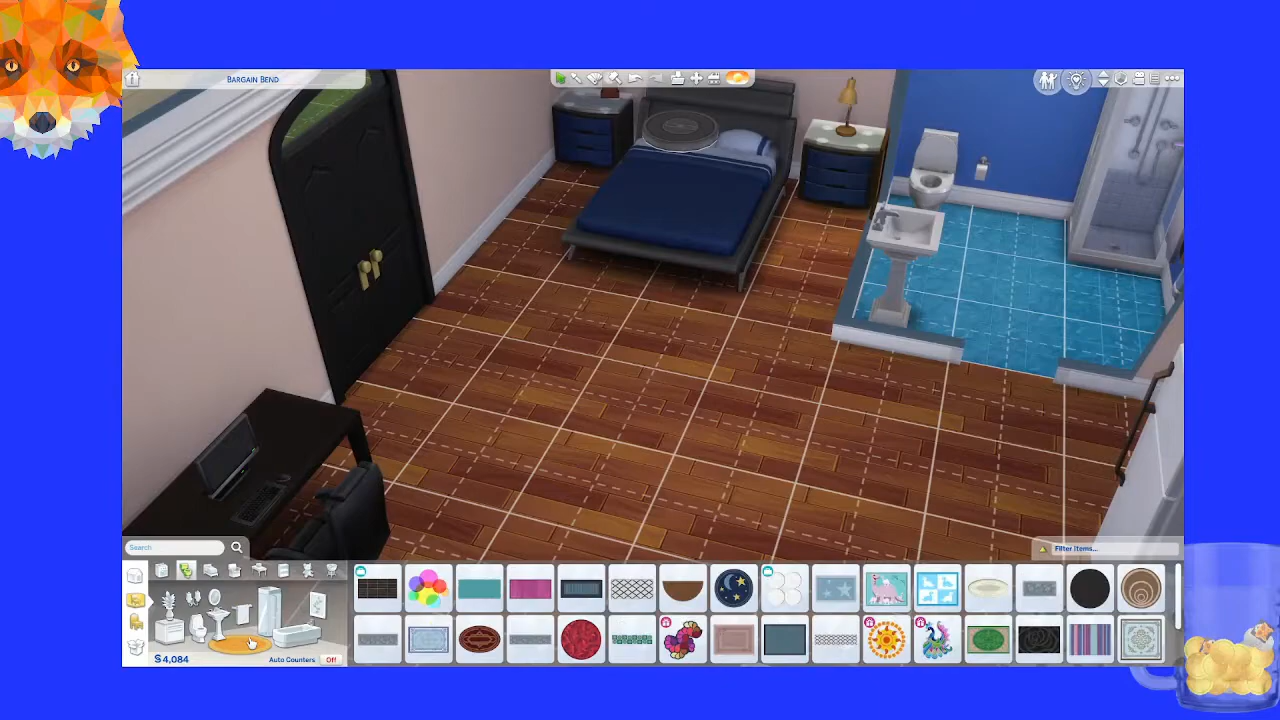 BARGAIN BEND
Search
Filter Items...
§4,084
Auto Counters
Off